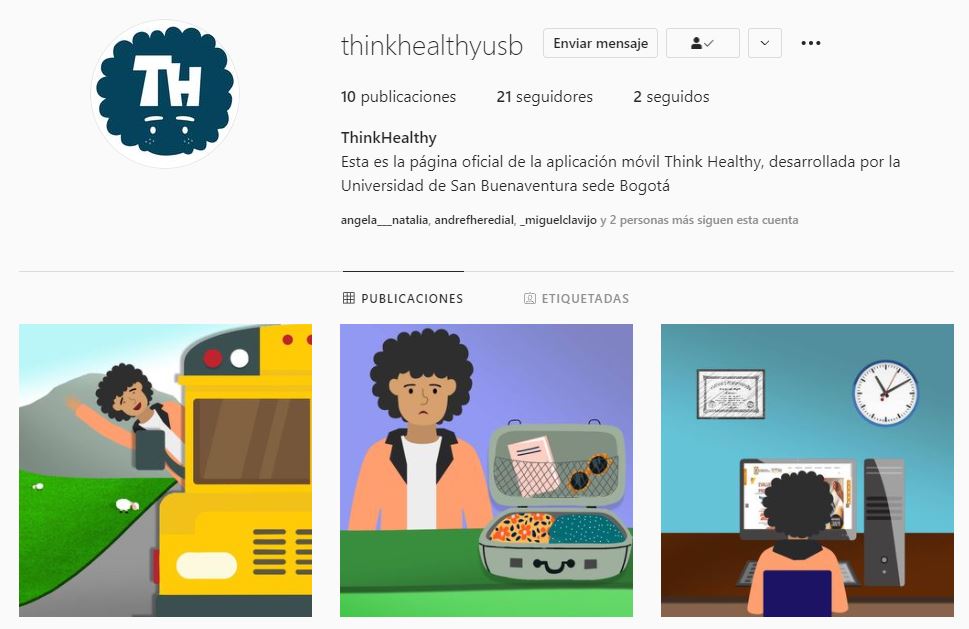 TH
thinkhealthyusb
Enviar mensaje
10 publicaciones 21 seguidores 2 seguidos
ThinkHealthy
Esta es la página oficial de la aplicación móvil Think Healthy, desarrollada por la
Universidad de San Buenaventura sede Bogotá
angela___natalia, andrefheredial, _miguelclavijo y 2 personas más siguen esta cuenta
PUBLICACIONES ETIQUETADAS